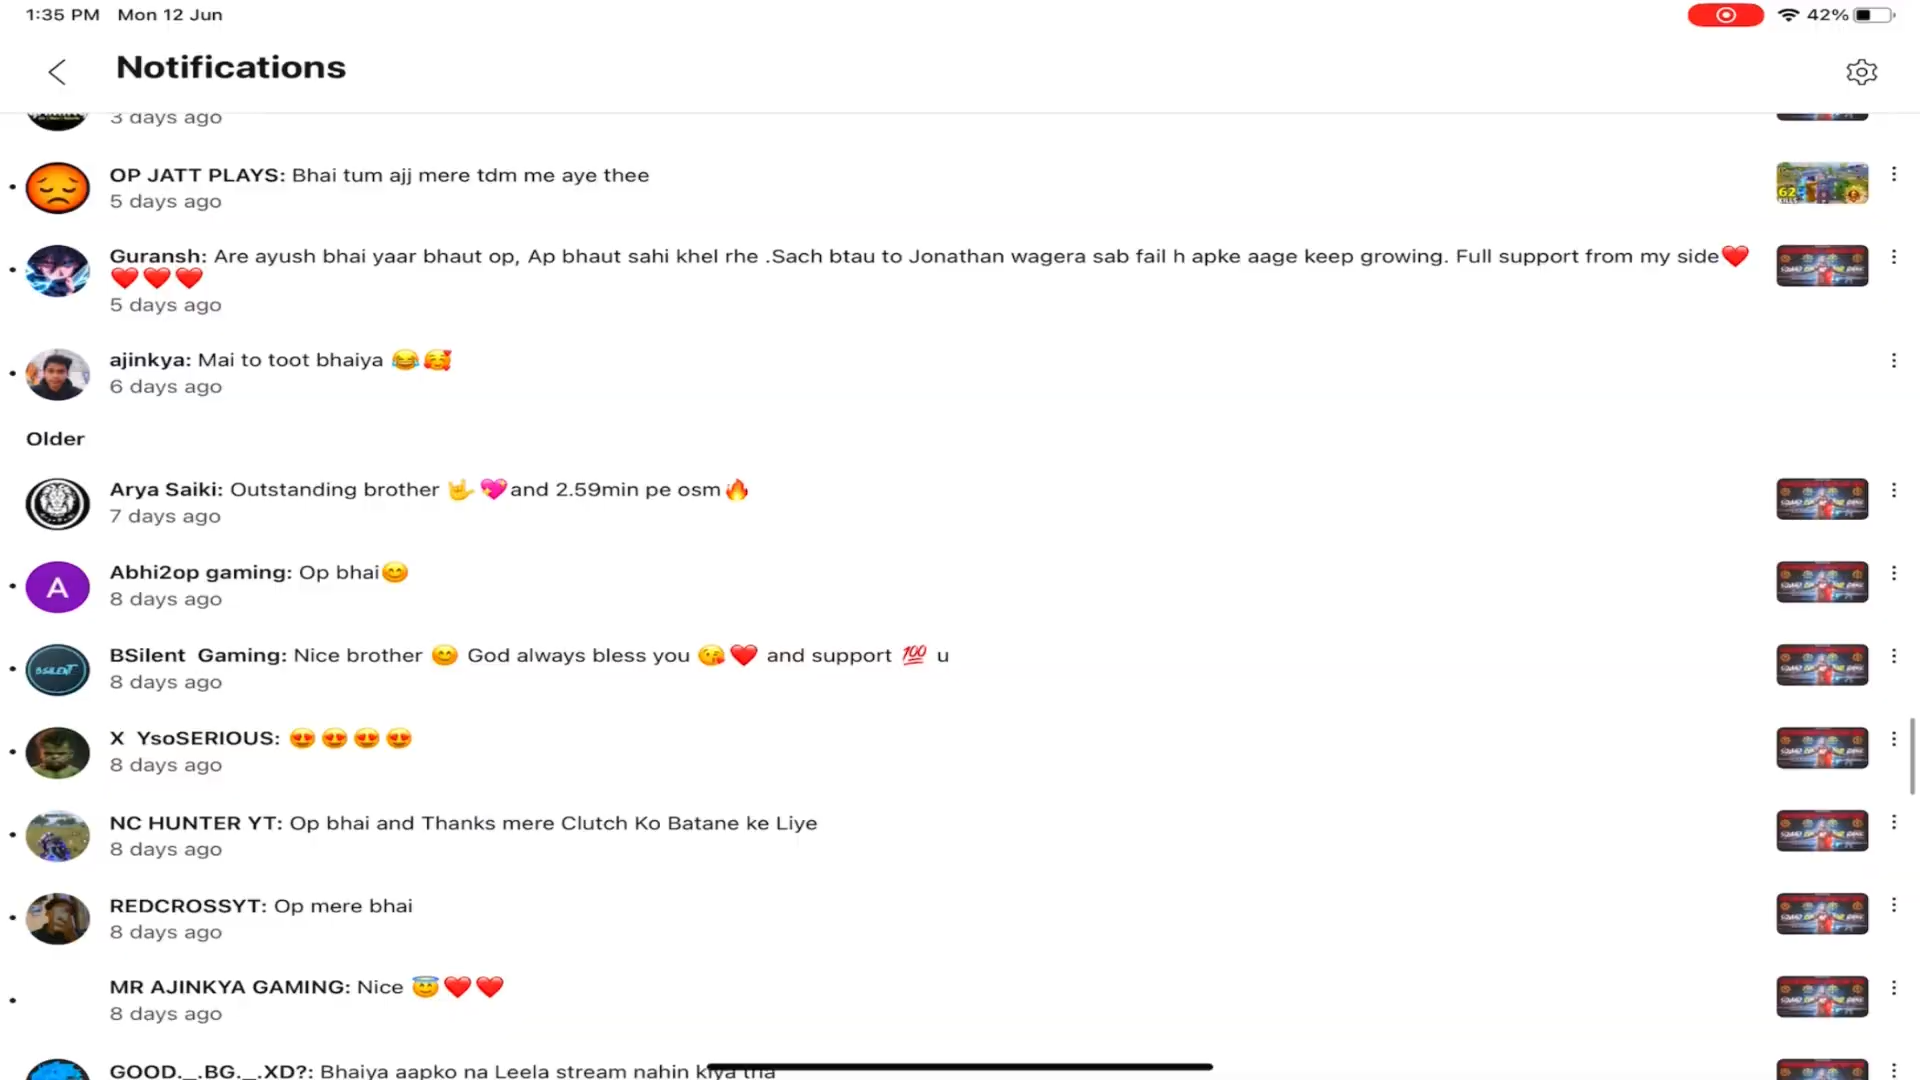 1:35 PM Mon 12 Jun
42%
Notifications
3 days ago
OP JATT PLAYS: Bhai tum ajj mere tdm me aye thee
5 days ago
62
Guransh: Are ayush bhai yaar bhaut op, Ap bhaut sahi khel rhe .Sach btau to Jonathan wagera sab fail h apke aage keep growing. Full support from my side❤️
❤️❤️❤️
5 days ago
ajinkya: Mai to toot bhaiya 😂🥰
6 days ago
Older
Arya Saiki: Outstanding brother 🤟💖and 2.59min pe osm🔥
7 days ago
A
Abhi2op gaming: Op bhai😊
8 days ago
BSILENT
BSilent Gaming: Nice brother 😊 God always bless you 😘❤️ and support 💯 u
8 days ago
X YsoSERIOUS: 😍😍😍😍
8 days ago
NC HUNTER YT: Op bhai and Thanks mere Clutch Ko Batane ke Liye
8 days ago
REDCROSSYT: Op mere bhai
8 days ago
MR AJINKYA GAMING: Nice 😇❤️❤️
8 days ago
GOOD._.BG._.XD?: Bhaiya aapko na Leela stream nahin kiya tha